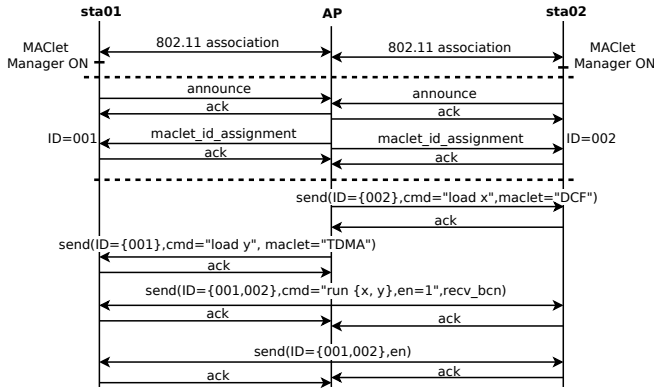 sta01 AP sta02
802.11 association 802.11 association
MAClet Manager ON MAClet Manager ON
announce announce
ack ack
ID=001 maclet_id_assignment maclet_id_assignment ID=002
ack ack
send(ID={002},cmd="load x",maclet="DCF")
ack
send(ID={001},cmd="load y", maclet="TDMA")
ack
send(ID={001,002},cmd="run {x, y},en=1",recv_bcn)
ack ack
send(ID={001,002},en)
ack ack